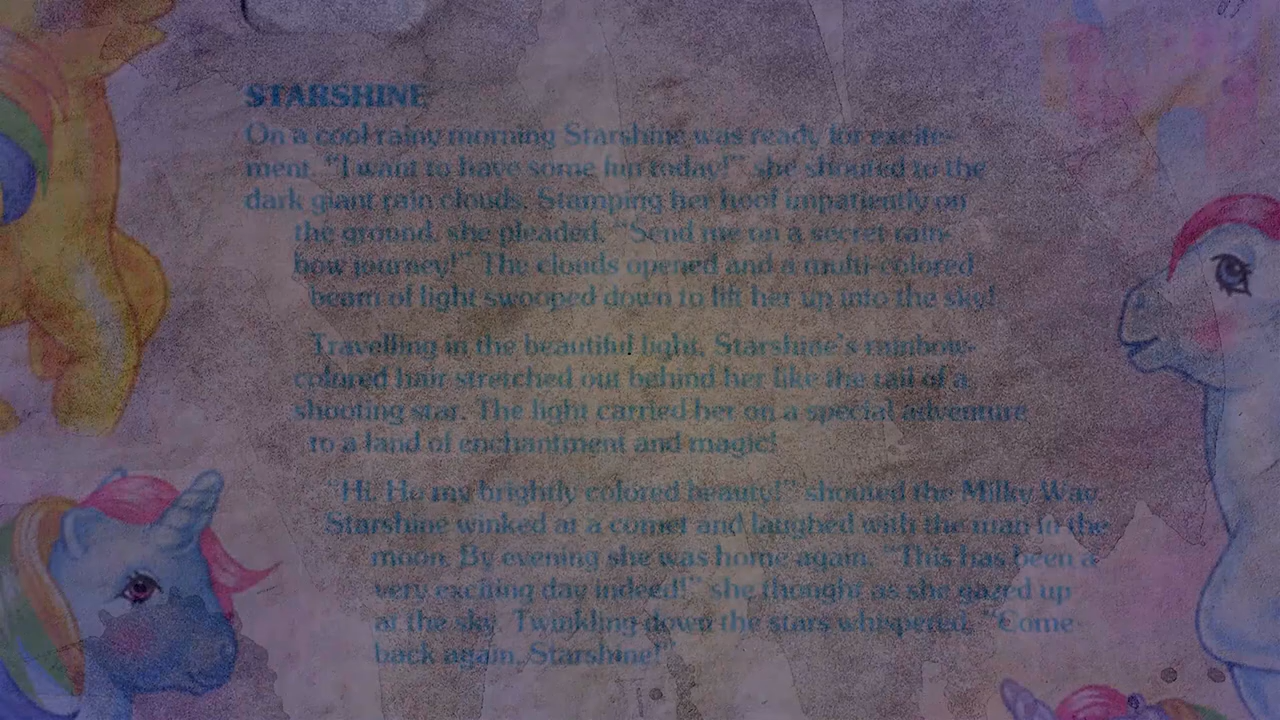 STARSHINE
On a cool rainy morning Starshine was ready for excite-
ment. "I want to have some fun today!" she shouted to the
dark giant rain clouds. Stamping her hoof impatiently on
the ground, she pleaded, "Send me on a secret rain-
bow journey!" The clouds opened and a multi-colored
beam of light swooped down to lift her up into the sky!
Travelling in the beautiful light, Starshine's rainbow-
colored hair stretched out behind her like the tail of a
shooting star. The light carried her on a special adventure
to a land of enchantment and magic!
"Hi, Ho my brightly colored beauty!" shouted the Milky Way.
Starshine winked at a comet and laughed with the man in the
moon. By evening she was home again. "This has been a
very exciting day indeed!" she thought as she gazed up
at the sky. Twinkling down the stars whispered, "Come
back again, Starshine!"